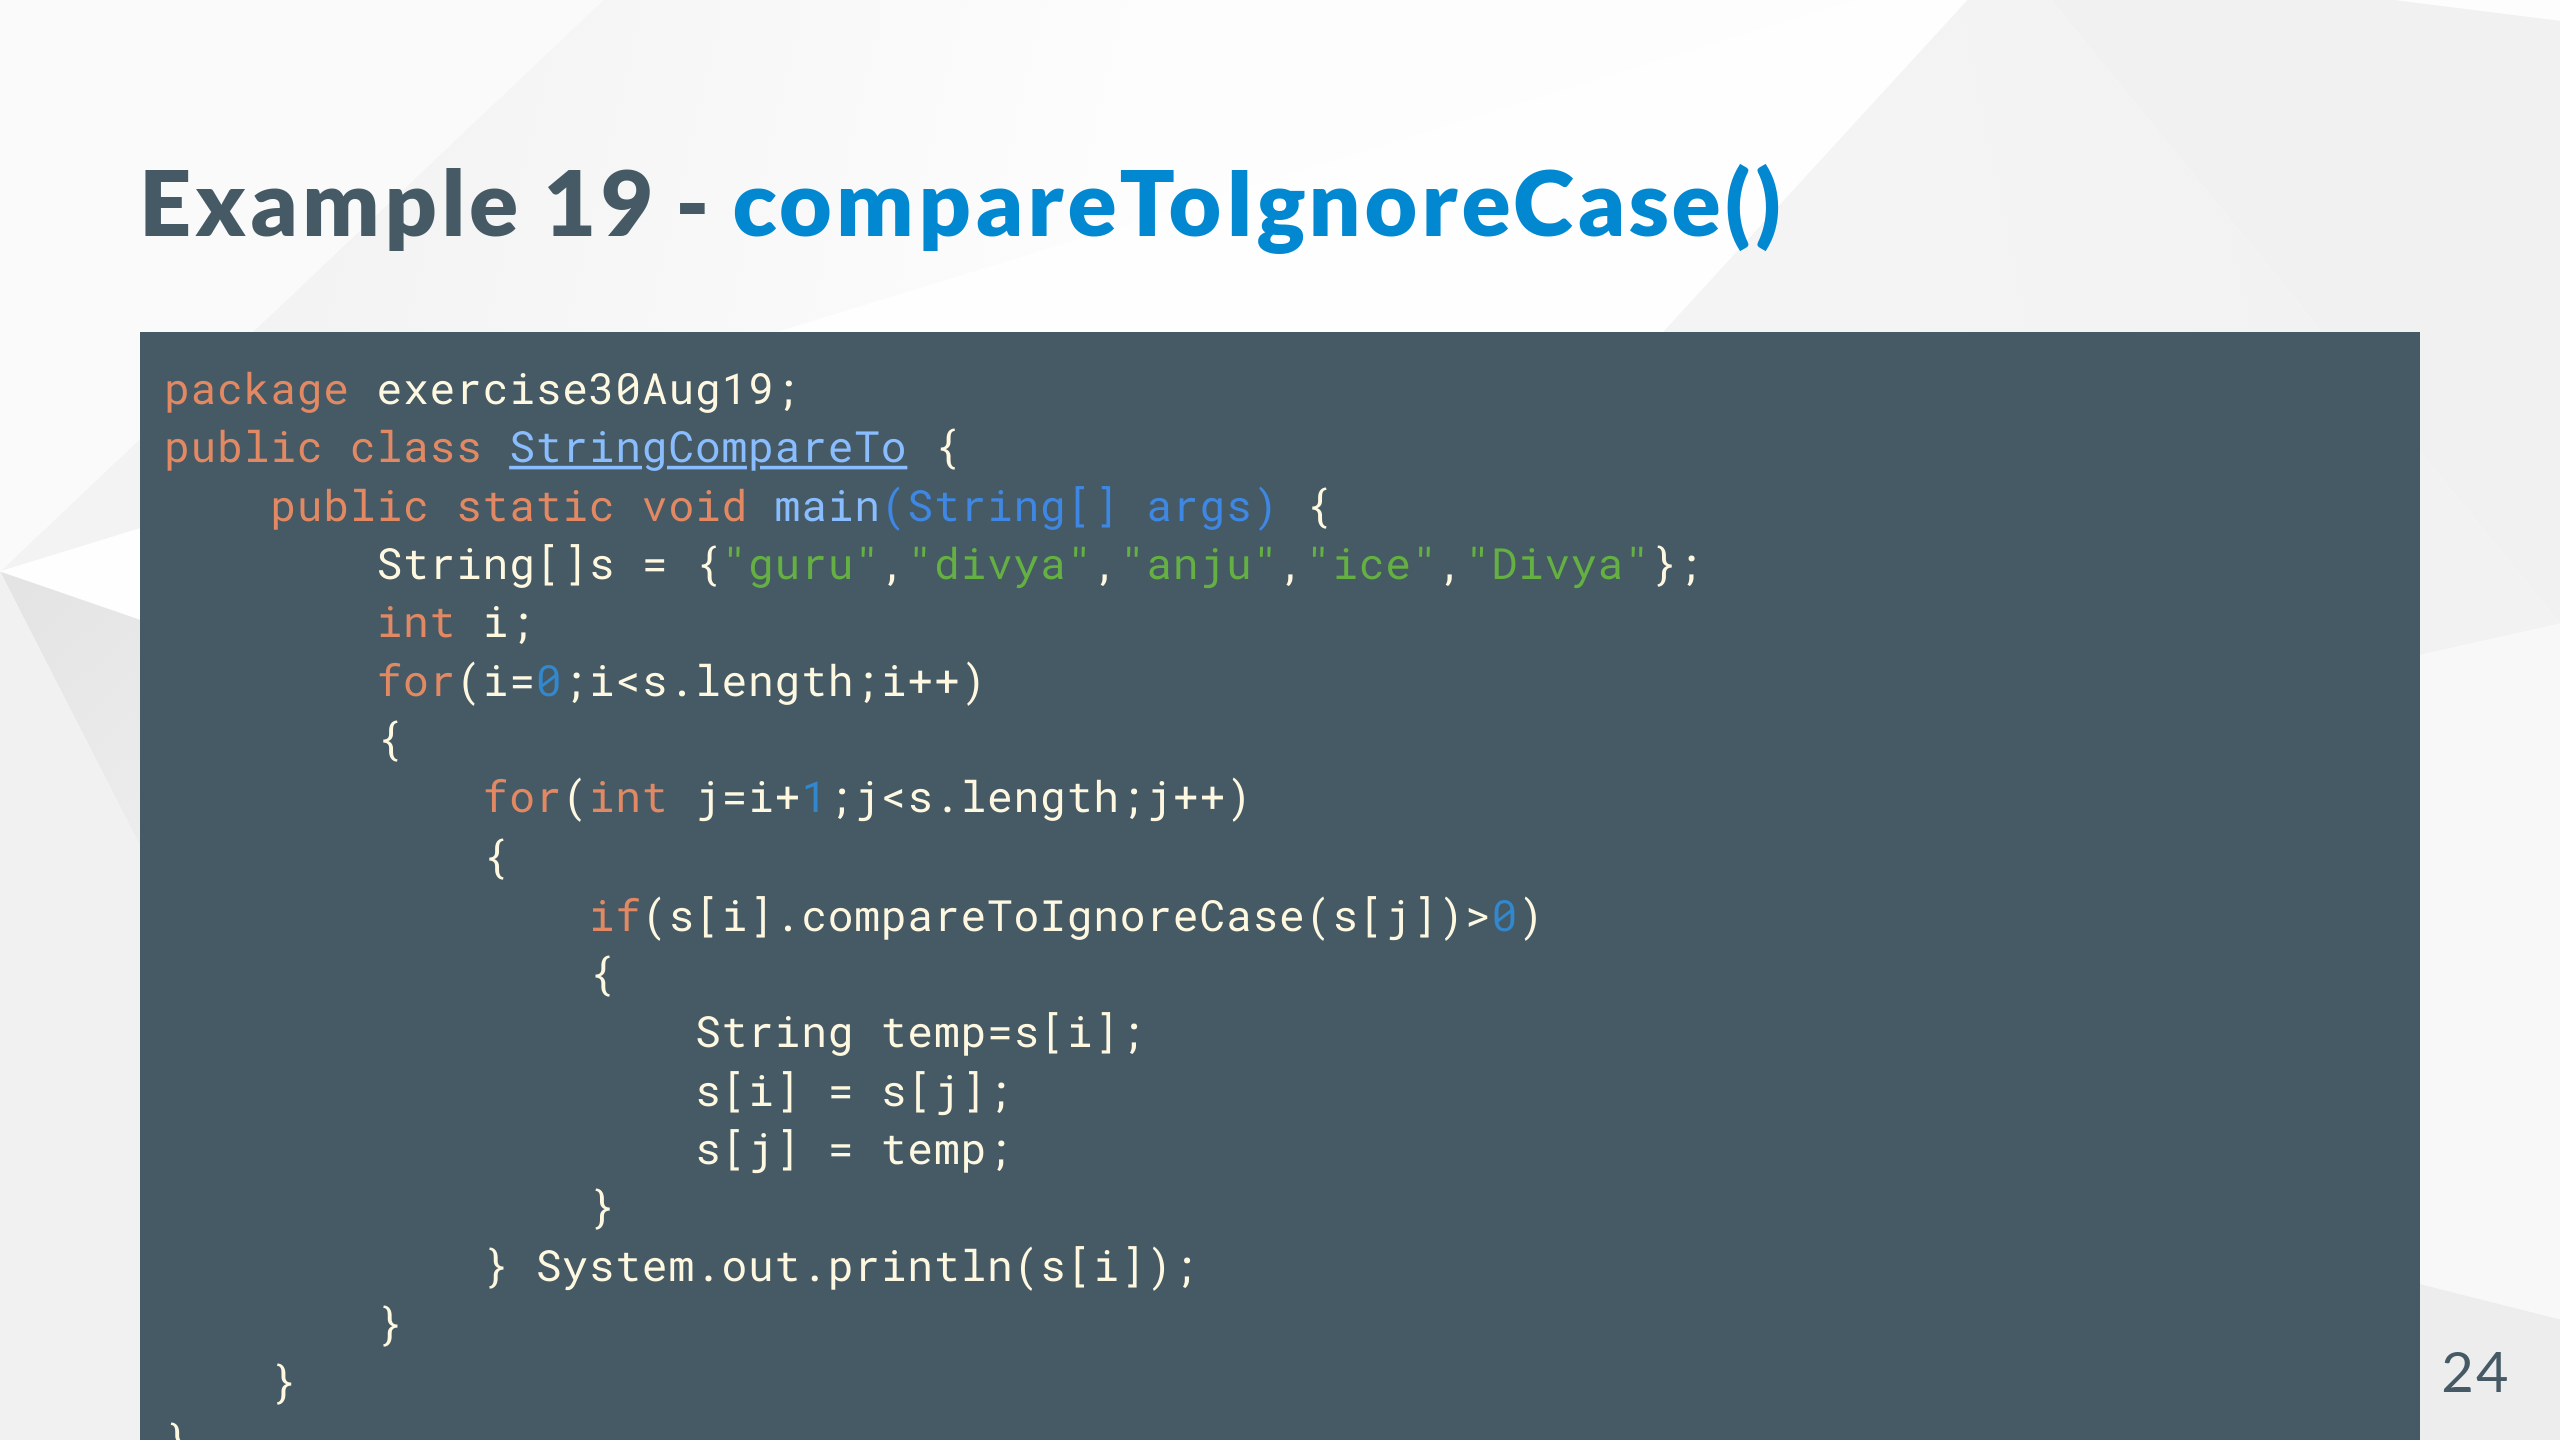 Example 19 - compareToIgnoreCase()
package exercise30Aug19;
public class StringCompareTo {
    public static void main(String[] args) {
        String[]s = {"guru","divya","anju","ice","Divya"};
        int i;
        for(i=0;i<s.length;i++)
        {
            for(int j=i+1;j<s.length;j++)
            {
                if(s[i].compareToIgnoreCase(s[j])>0)
                {
                    String temp=s[i];
                    s[i] = s[j];
                    s[j] = temp;
                }
            } System.out.println(s[i]);
        }
    }
}
24